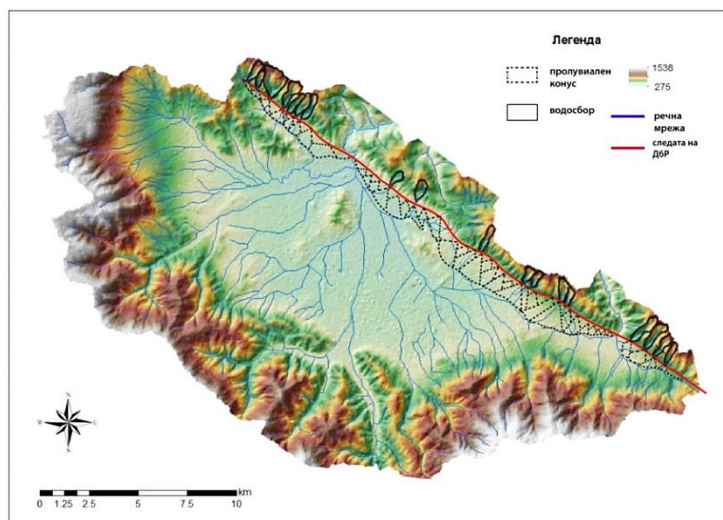 Легенда
пролувиален
конус
1538
275
водосбор
речна
мрежа
следата на
ДбР
N
W E
S
km
0 1.25 2.5 5 7.5 10